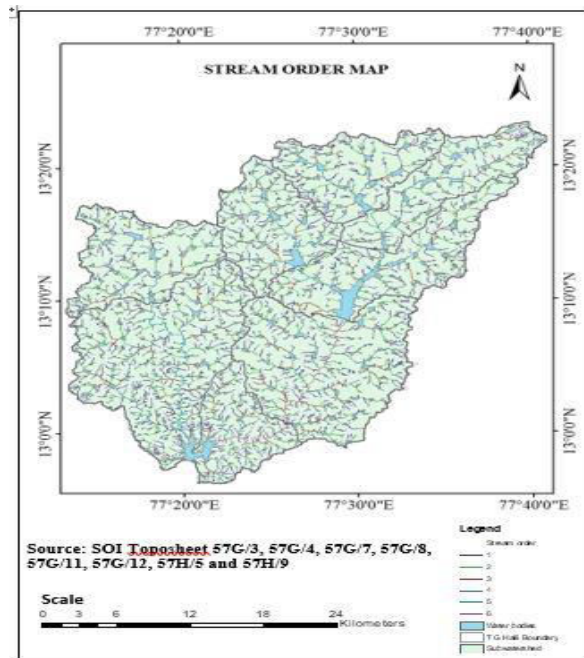 77°20'0"E 77°30'0"E 77°40'0"E
STREAM ORDER MAP
N
13°20'0"N 13°20'0"N
13°10'0"N 13°10'0"N
13°0'0"N 13°0'0"N
77°20'0"E 77°30'0"E 77°40'0"E
Legend
Stream order
1
2
3
4
5
6
Water bodies
TG Halli Boundary
Subwatershed
Source: SOI Toposheet 57G/3, 57G/4, 57G/7, 57G/8,
57G/11, 57G/12, 57H/5 and 57H/9
Scale
0 3 6 12 18 24
Kilometers